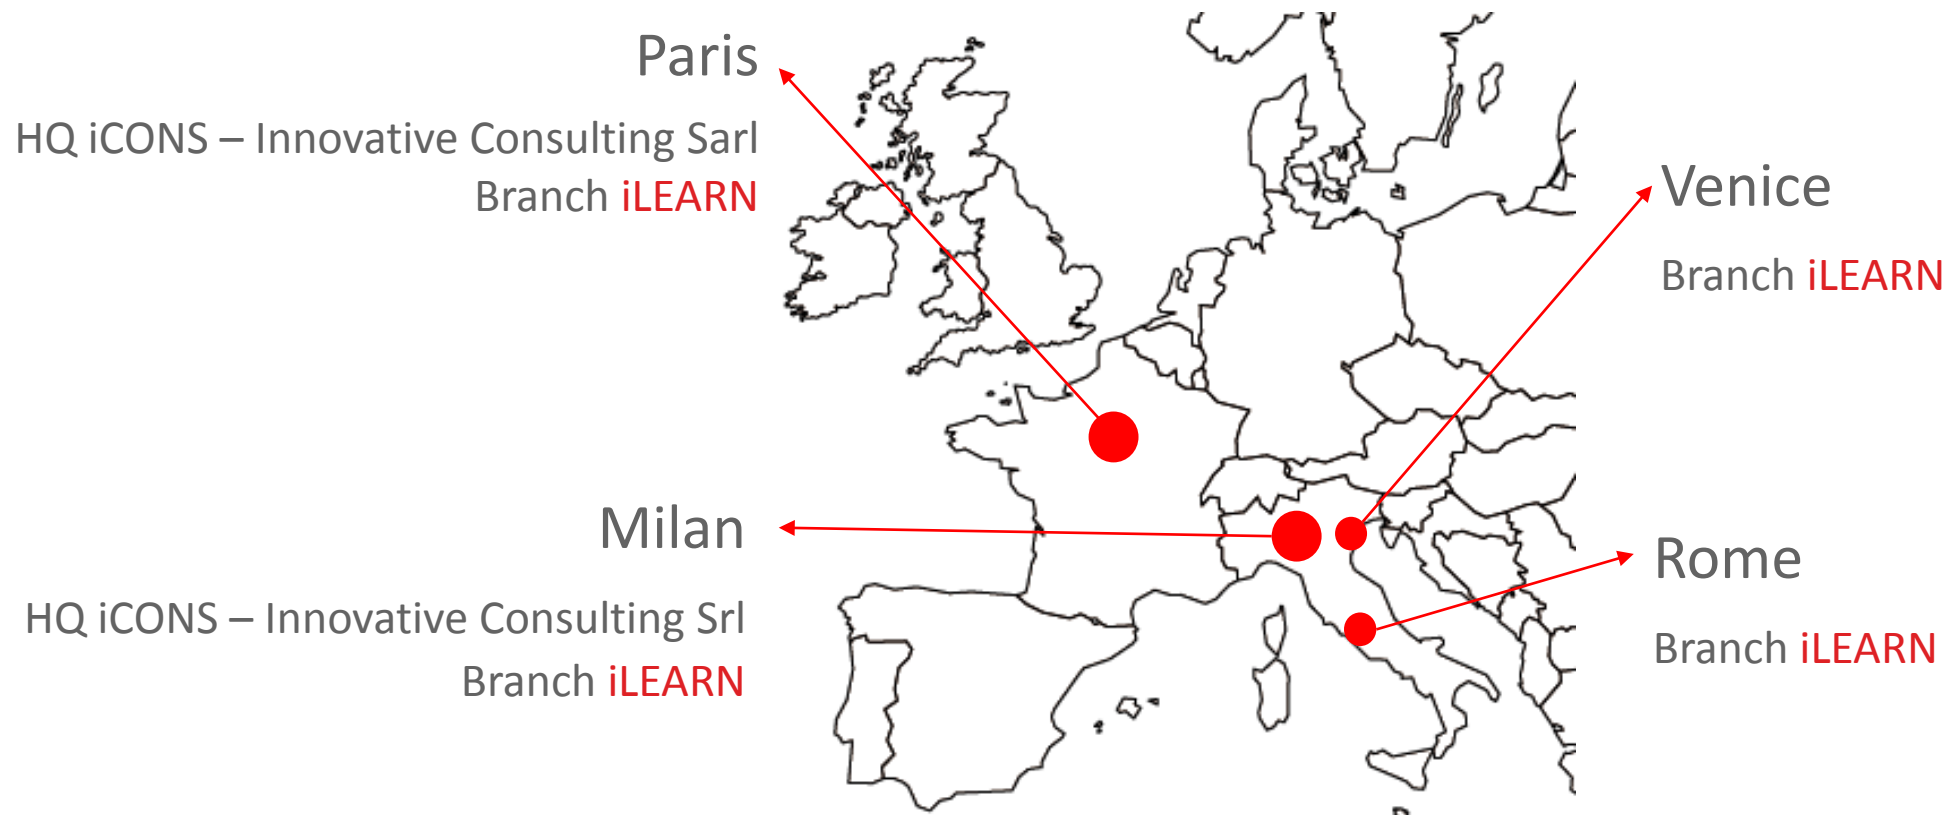 Paris
HQ iCONS – Innovative Consulting Sarl
Branch iLEARN
Milan
HQ iCONS – Innovative Consulting Srl
Branch iLEARN
Venice
Branch iLEARN
Rome
Branch iLEARN